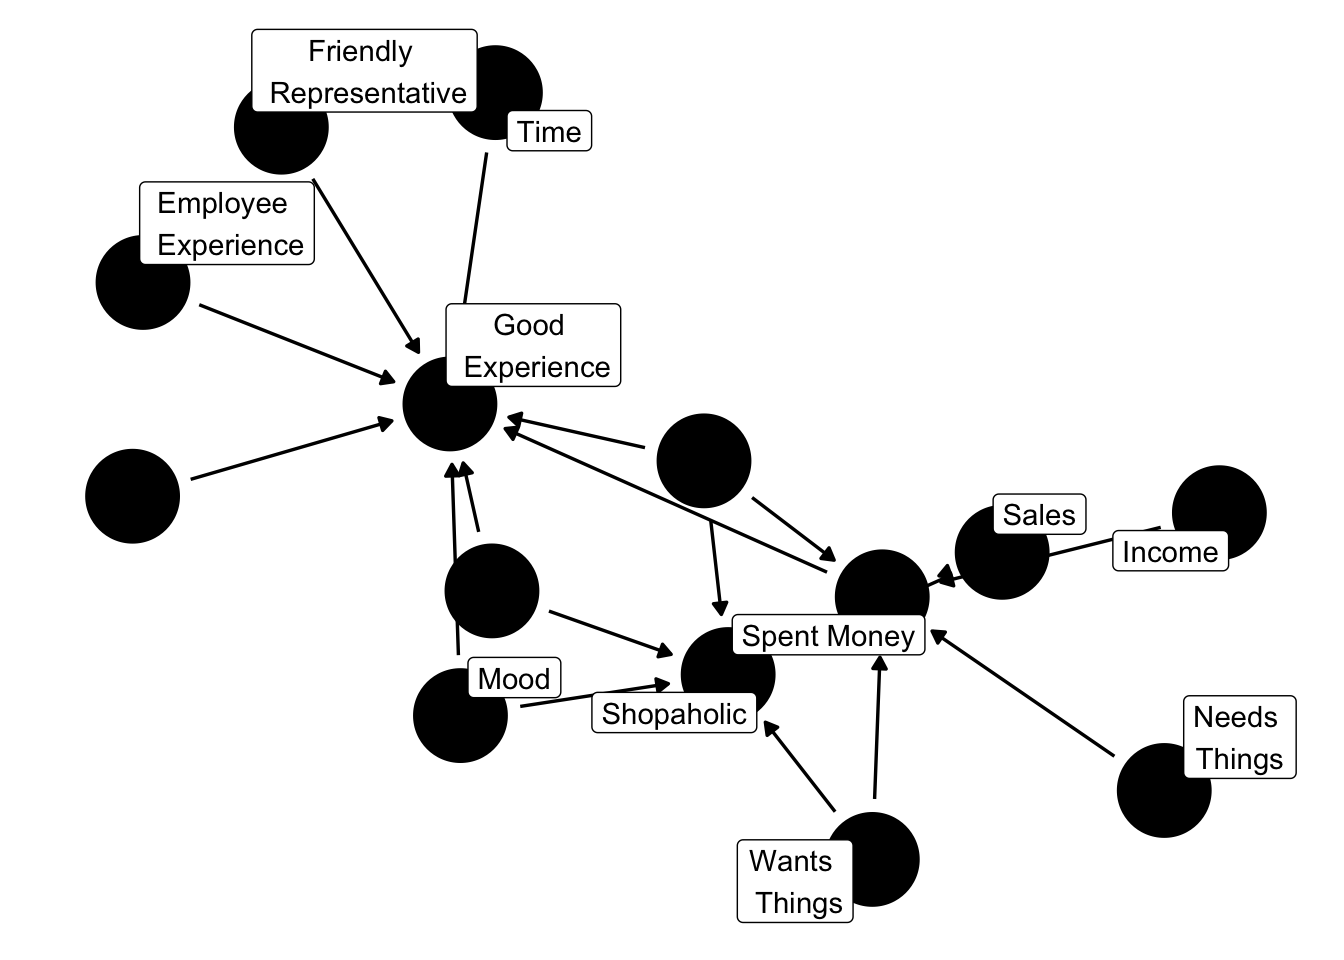 Friendly
Representative
Time
Employee
Experience
Good
Experience
Sales
Income
Spent Money
Mood
Shopaholic
Needs
Things
Wants
Things